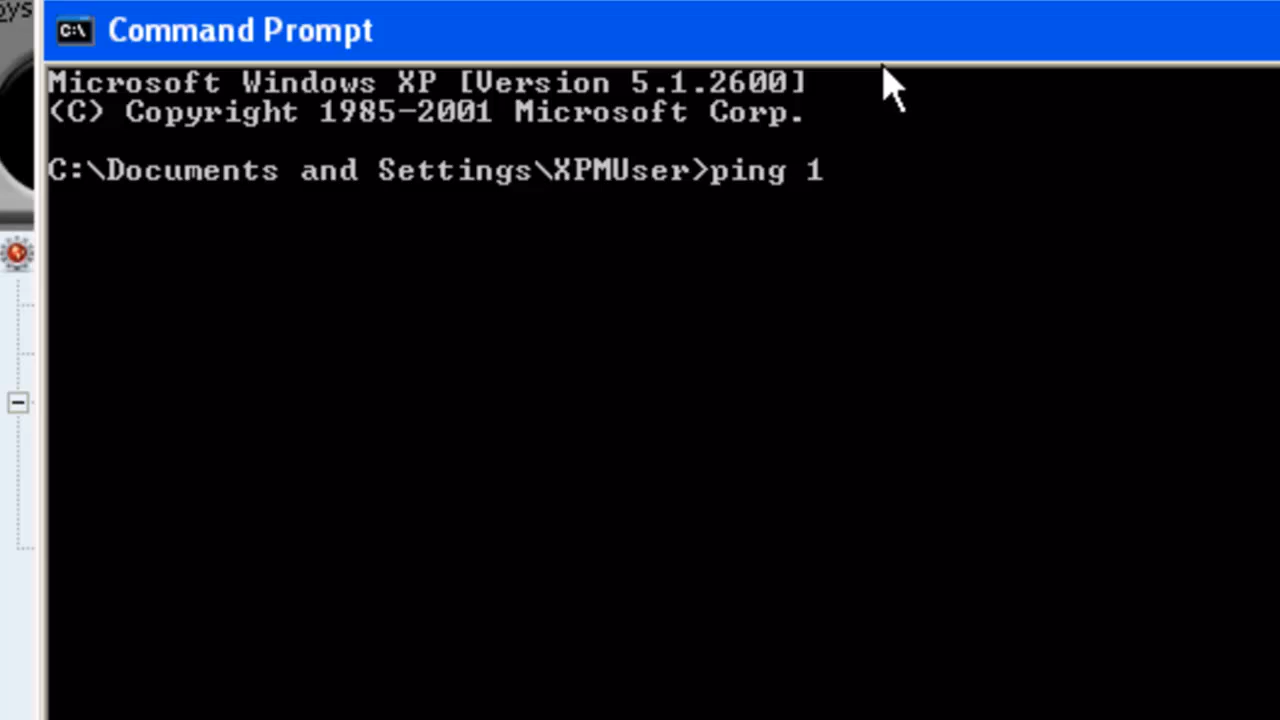 Command Prompt
Microsoft Windows XP [Version 5.1.2600]
(C) Copyright 1985-2001 Microsoft Corp.
C:\Documents and Settings\XPMUser>ping 1